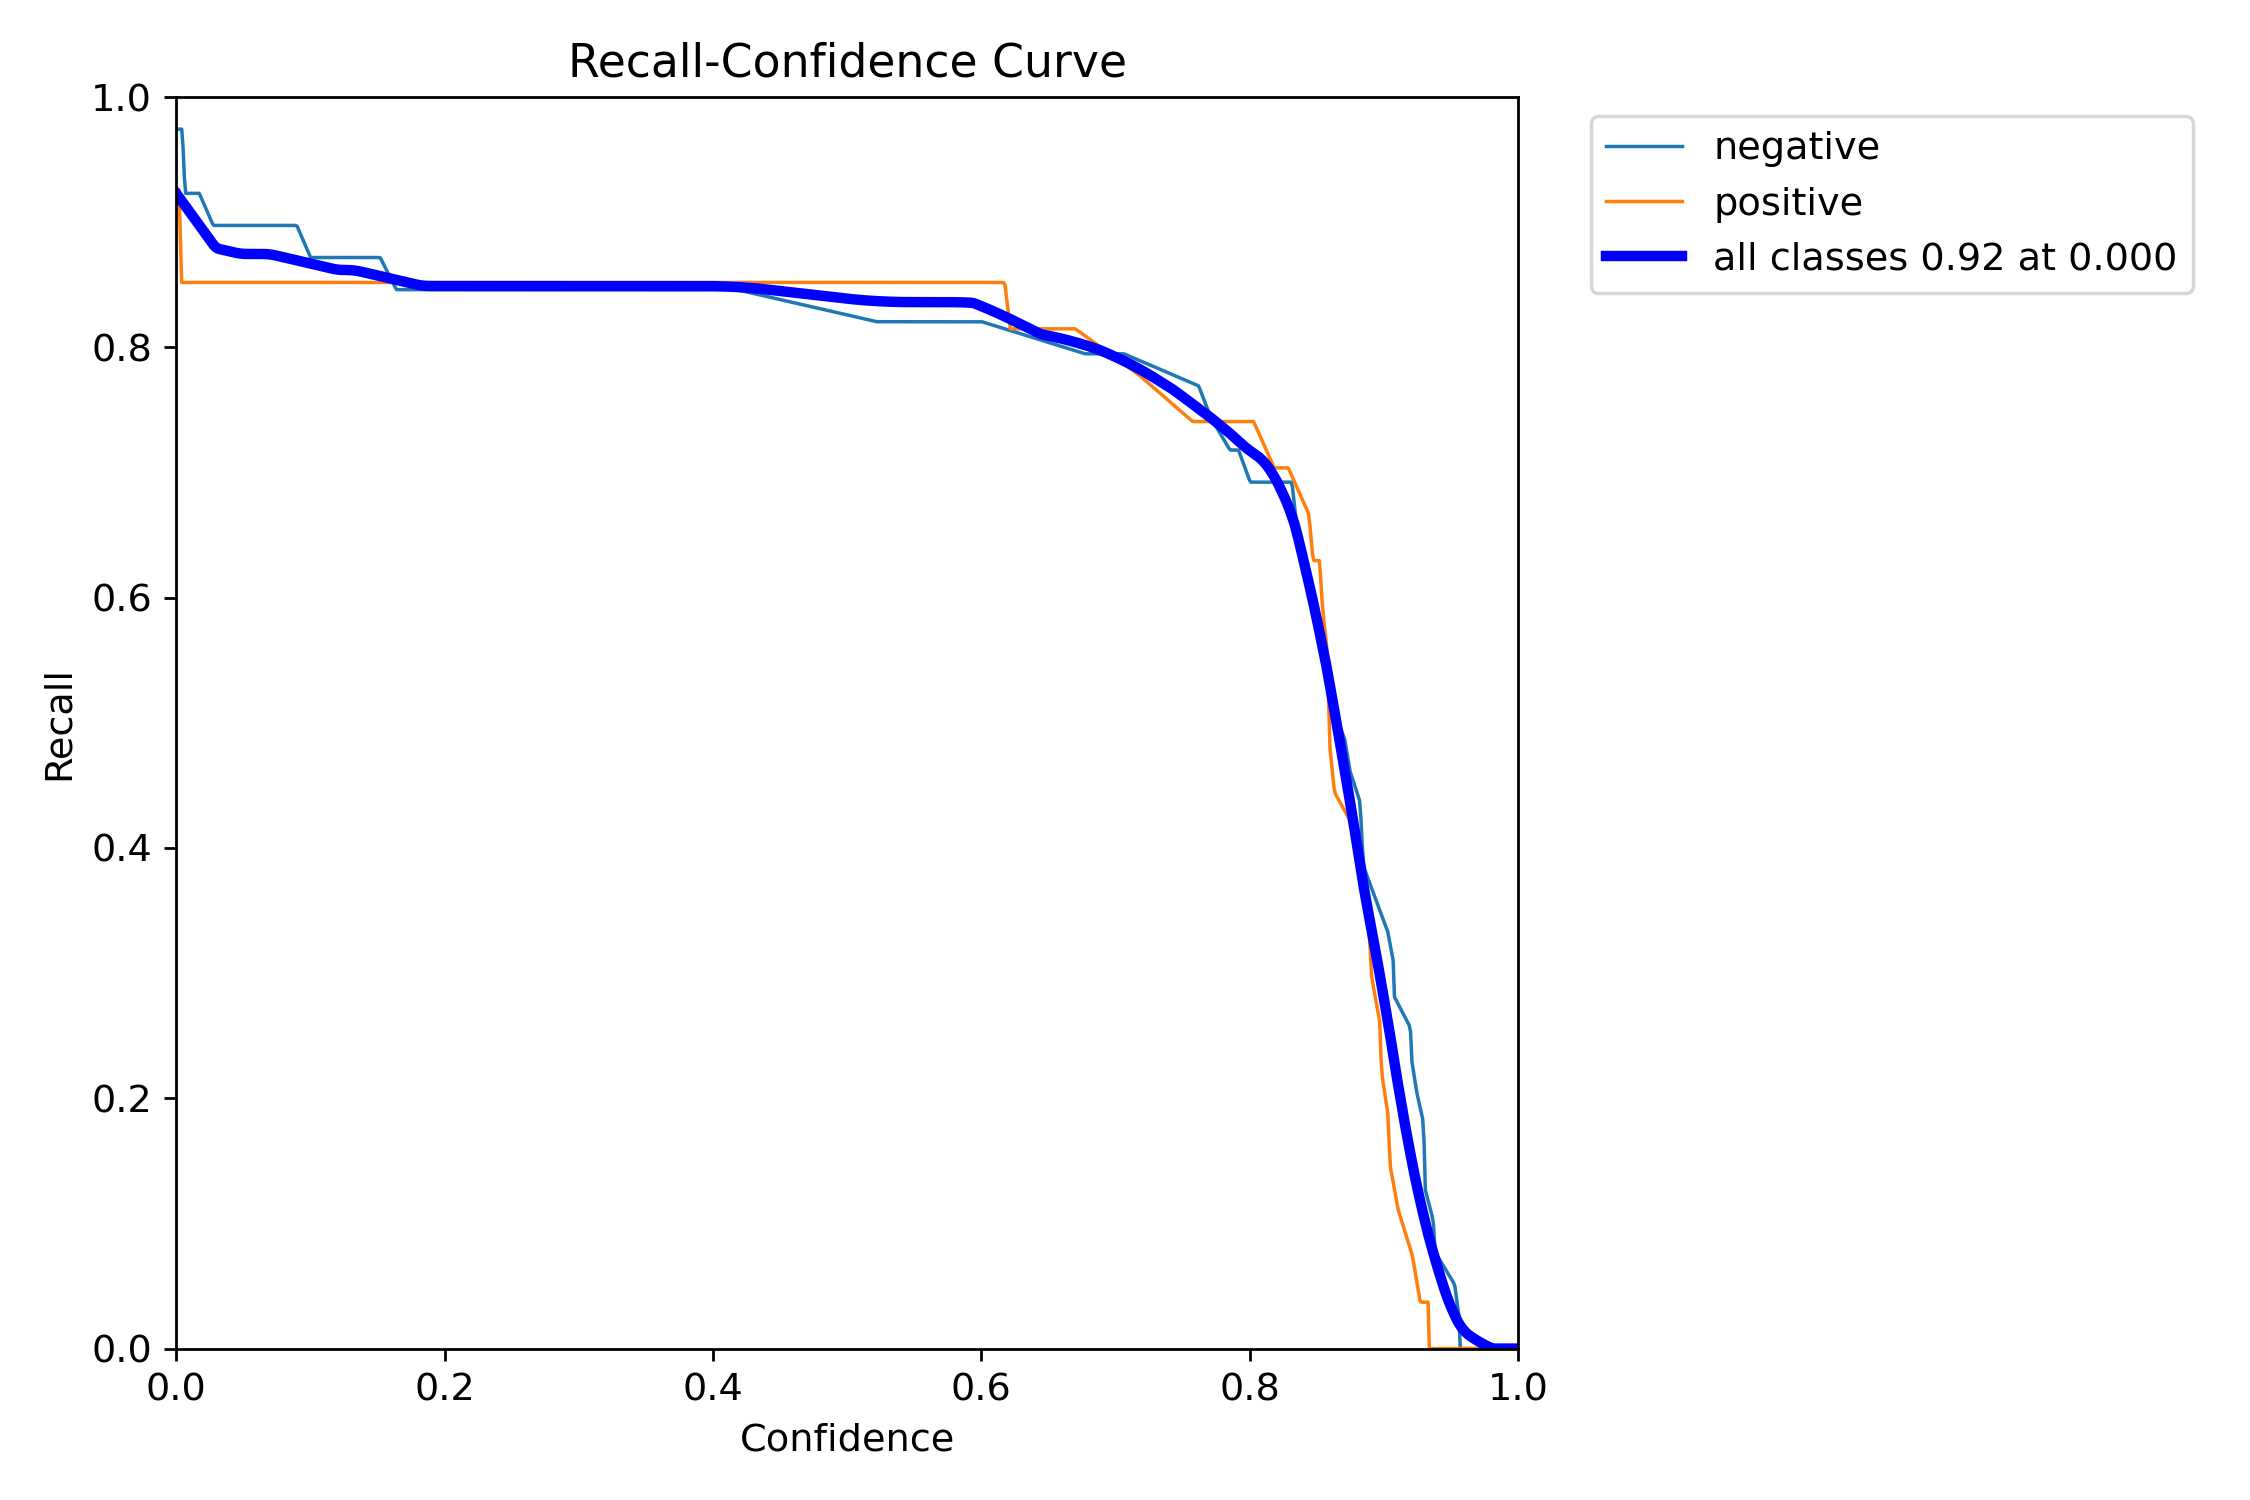 Recall-Confidence Curve
1.0
0.8
0.6
0.4
0.2
0.0
Recall
0.0 0.2 0.4 0.6 0.8 1.0
Confidence
negative
positive
all classes 0.92 at 0.000